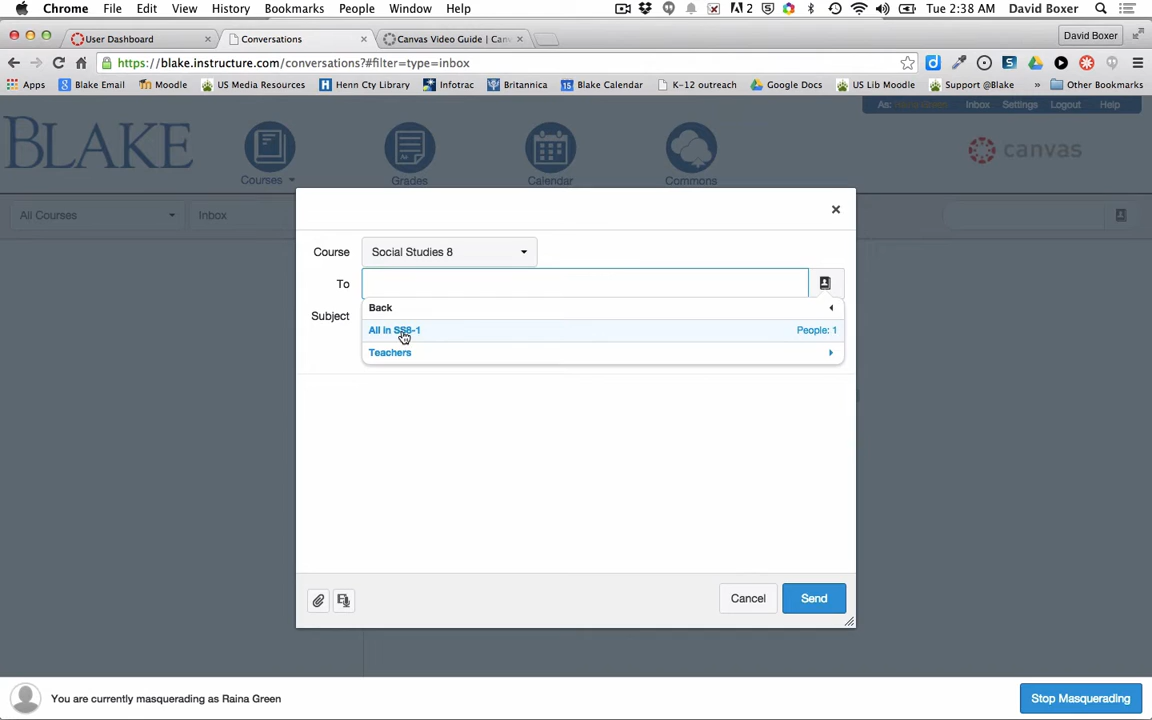 Chrome File Edit View History Bookmarks People Window Help 2 Tue 2:38 AM David Boxer
User Dashboard × Conversations × Canvas Video Guide | Can × David Boxer
https://blake.instructure.com/conversations?#filter=type=inbox
Apps Blake Email Moodle US Media Resources Henn Cty Library Infotrac Britannica Blake Calendar K-12 outreach Google Docs US Lib Moodle Support @Blake » Other Bookmarks
As: Raina Green Inbox Settings Logout Help
BLAKE
canvas
Courses Grades Calendar Commons
All Courses Inbox
×
Course Social Studies 8
To
Back
Subject
All in SS8-1 People: 1
Teachers
Cancel Send
You are currently masquerading as Raina Green Stop Masquerading